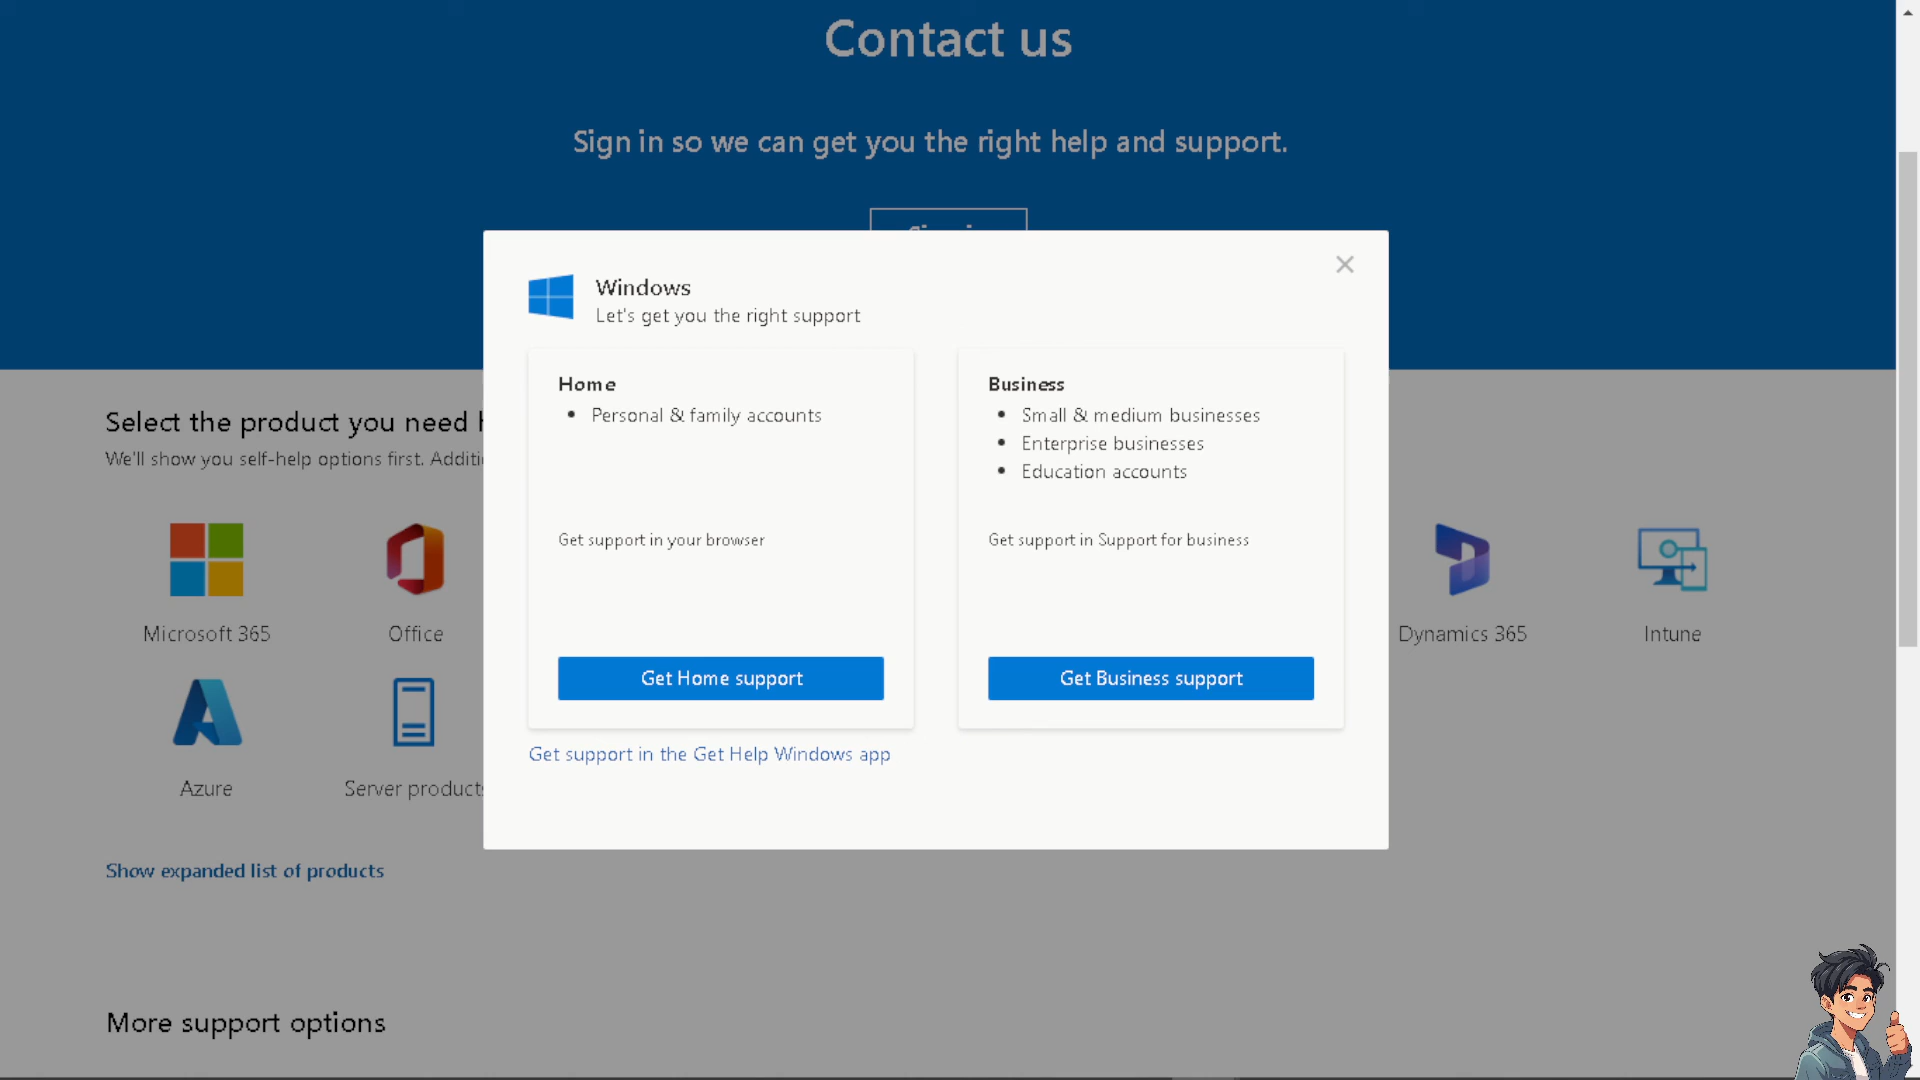 Contact us
Sign in so we can get you the right help and support.
Windows
Let's get you the right support
Home
• Personal & family accounts
Get support in your browser
Get Home support
Business
• Small & medium businesses
• Enterprise businesses
• Education accounts
Get support in Support for business
Get Business support
Get support in the Get Help Windows app
Select the product you need
We'll show you self-help options first.
Microsoft 365
Office
Dynamics 365
Intune
Azure
Server products
Show expanded list of products
More support options